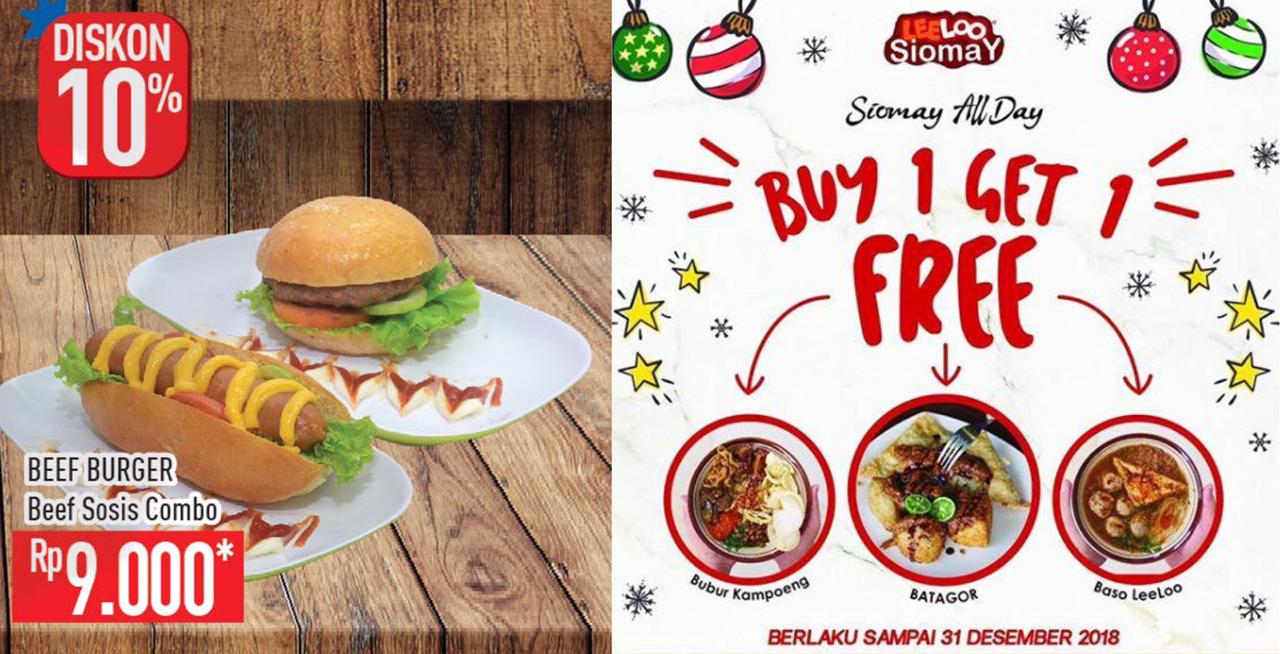 DISKON
10%
BEEF BURGER
Beef Sosis Combo
Rp9.000*
LEELOO
SiomaY
Siomay All Day
BUY 1 GET 1
FREE
Bubur Kampoeng
BATAGOR
Baso LeeLoo
BERLAKU SAMPAI 31 DESEMBER 2018